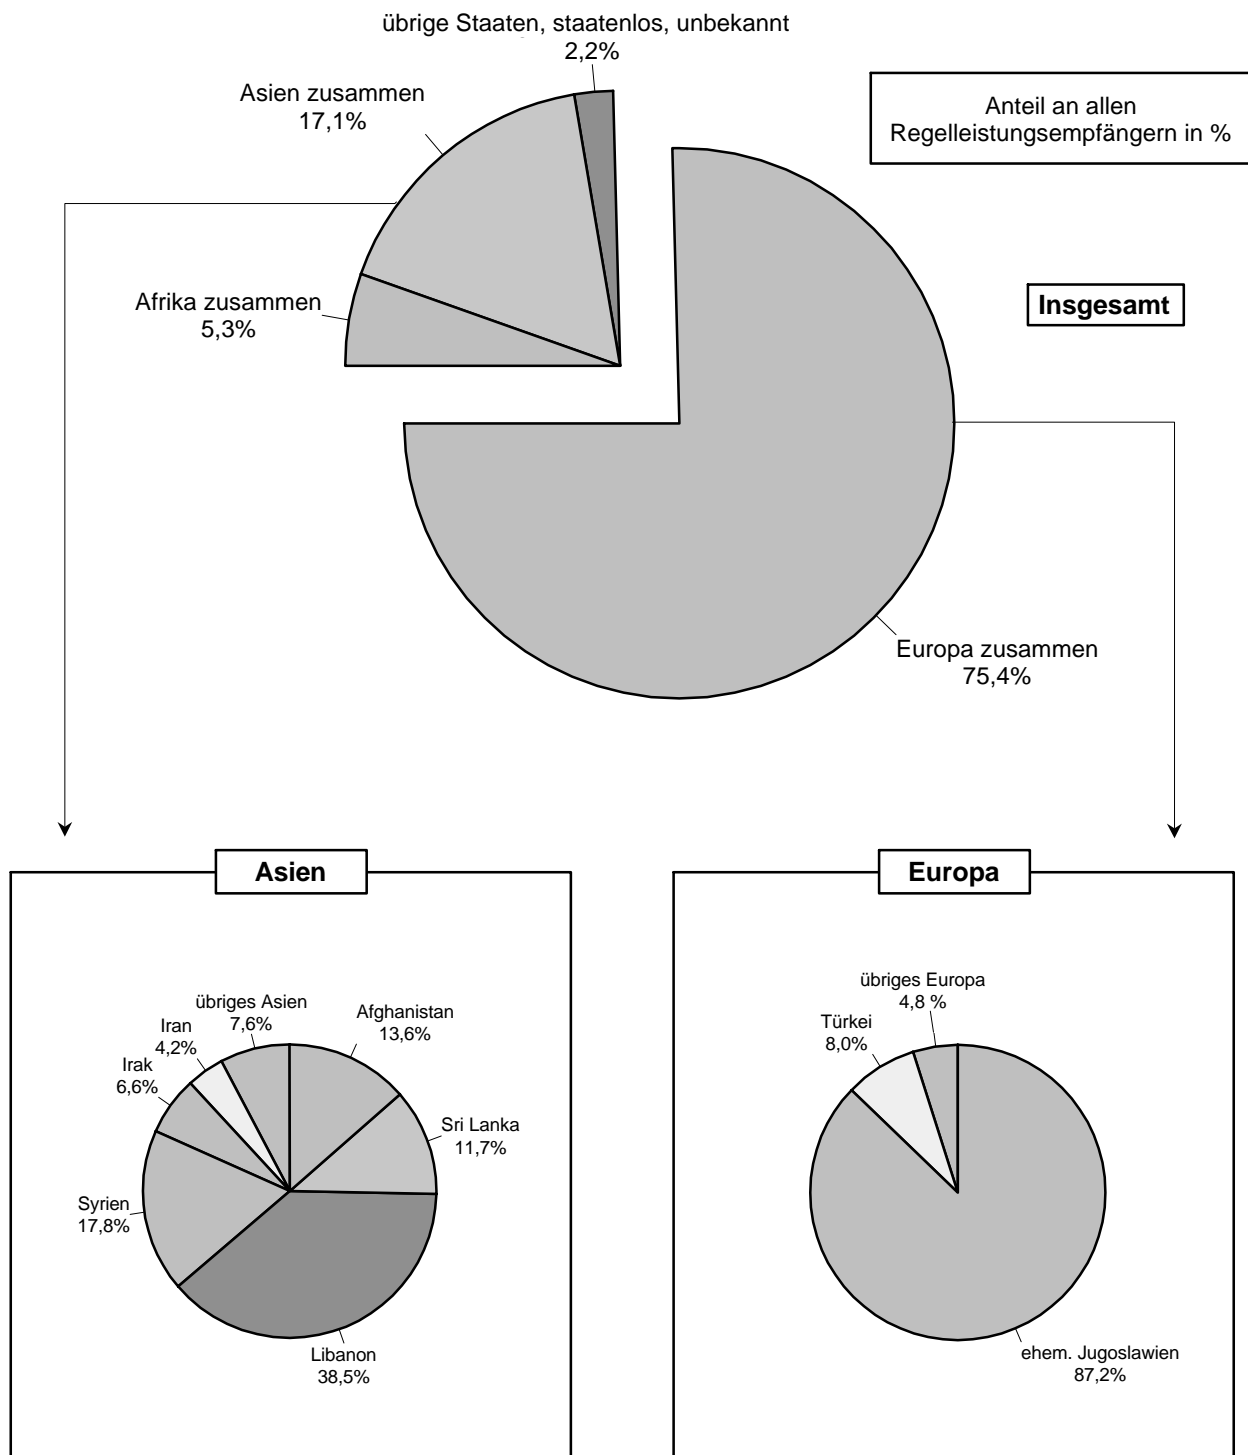 übrige Staaten, staatenlos, unbekannt
2,2%
Asien zusammen
17,1%
Anteil an allen
Regelleistungsempfängern in %
Afrika zusammen
5,3%
Insgesamt
Europa zusammen
75,4%
Asien
übriges Asien
7,6%
Afghanistan
13,6%
Iran
4,2%
Irak
6,6%
Sri Lanka
11,7%
Syrien
17,8%
Libanon
38,5%
Europa
übriges Europa
4,8 %
Türkei
8,0%
ehem. Jugoslawien
87,2%